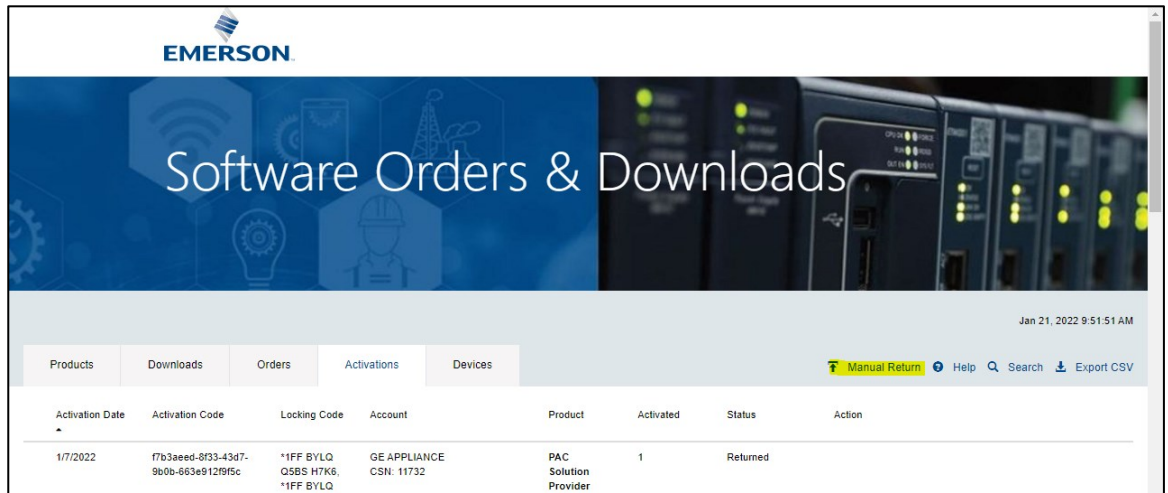 EMERSON
Software Orders & Downloads
Jan 21, 2022 9:51:51 AM
Products Downloads Orders Activations Devices Manual Return Help Search Export CSV
Activation Date Activation Code Locking Code Account Product Activated Status Action
1/7/2022 f7b3aeed-8f33-43d7- *1FF BYLQ GE APPLIANCE PAC 1 Returned
9b0b-663e912f9f5c Q5BS H7K6, CSN: 11732 Solution
*1FF BYLQ Provider